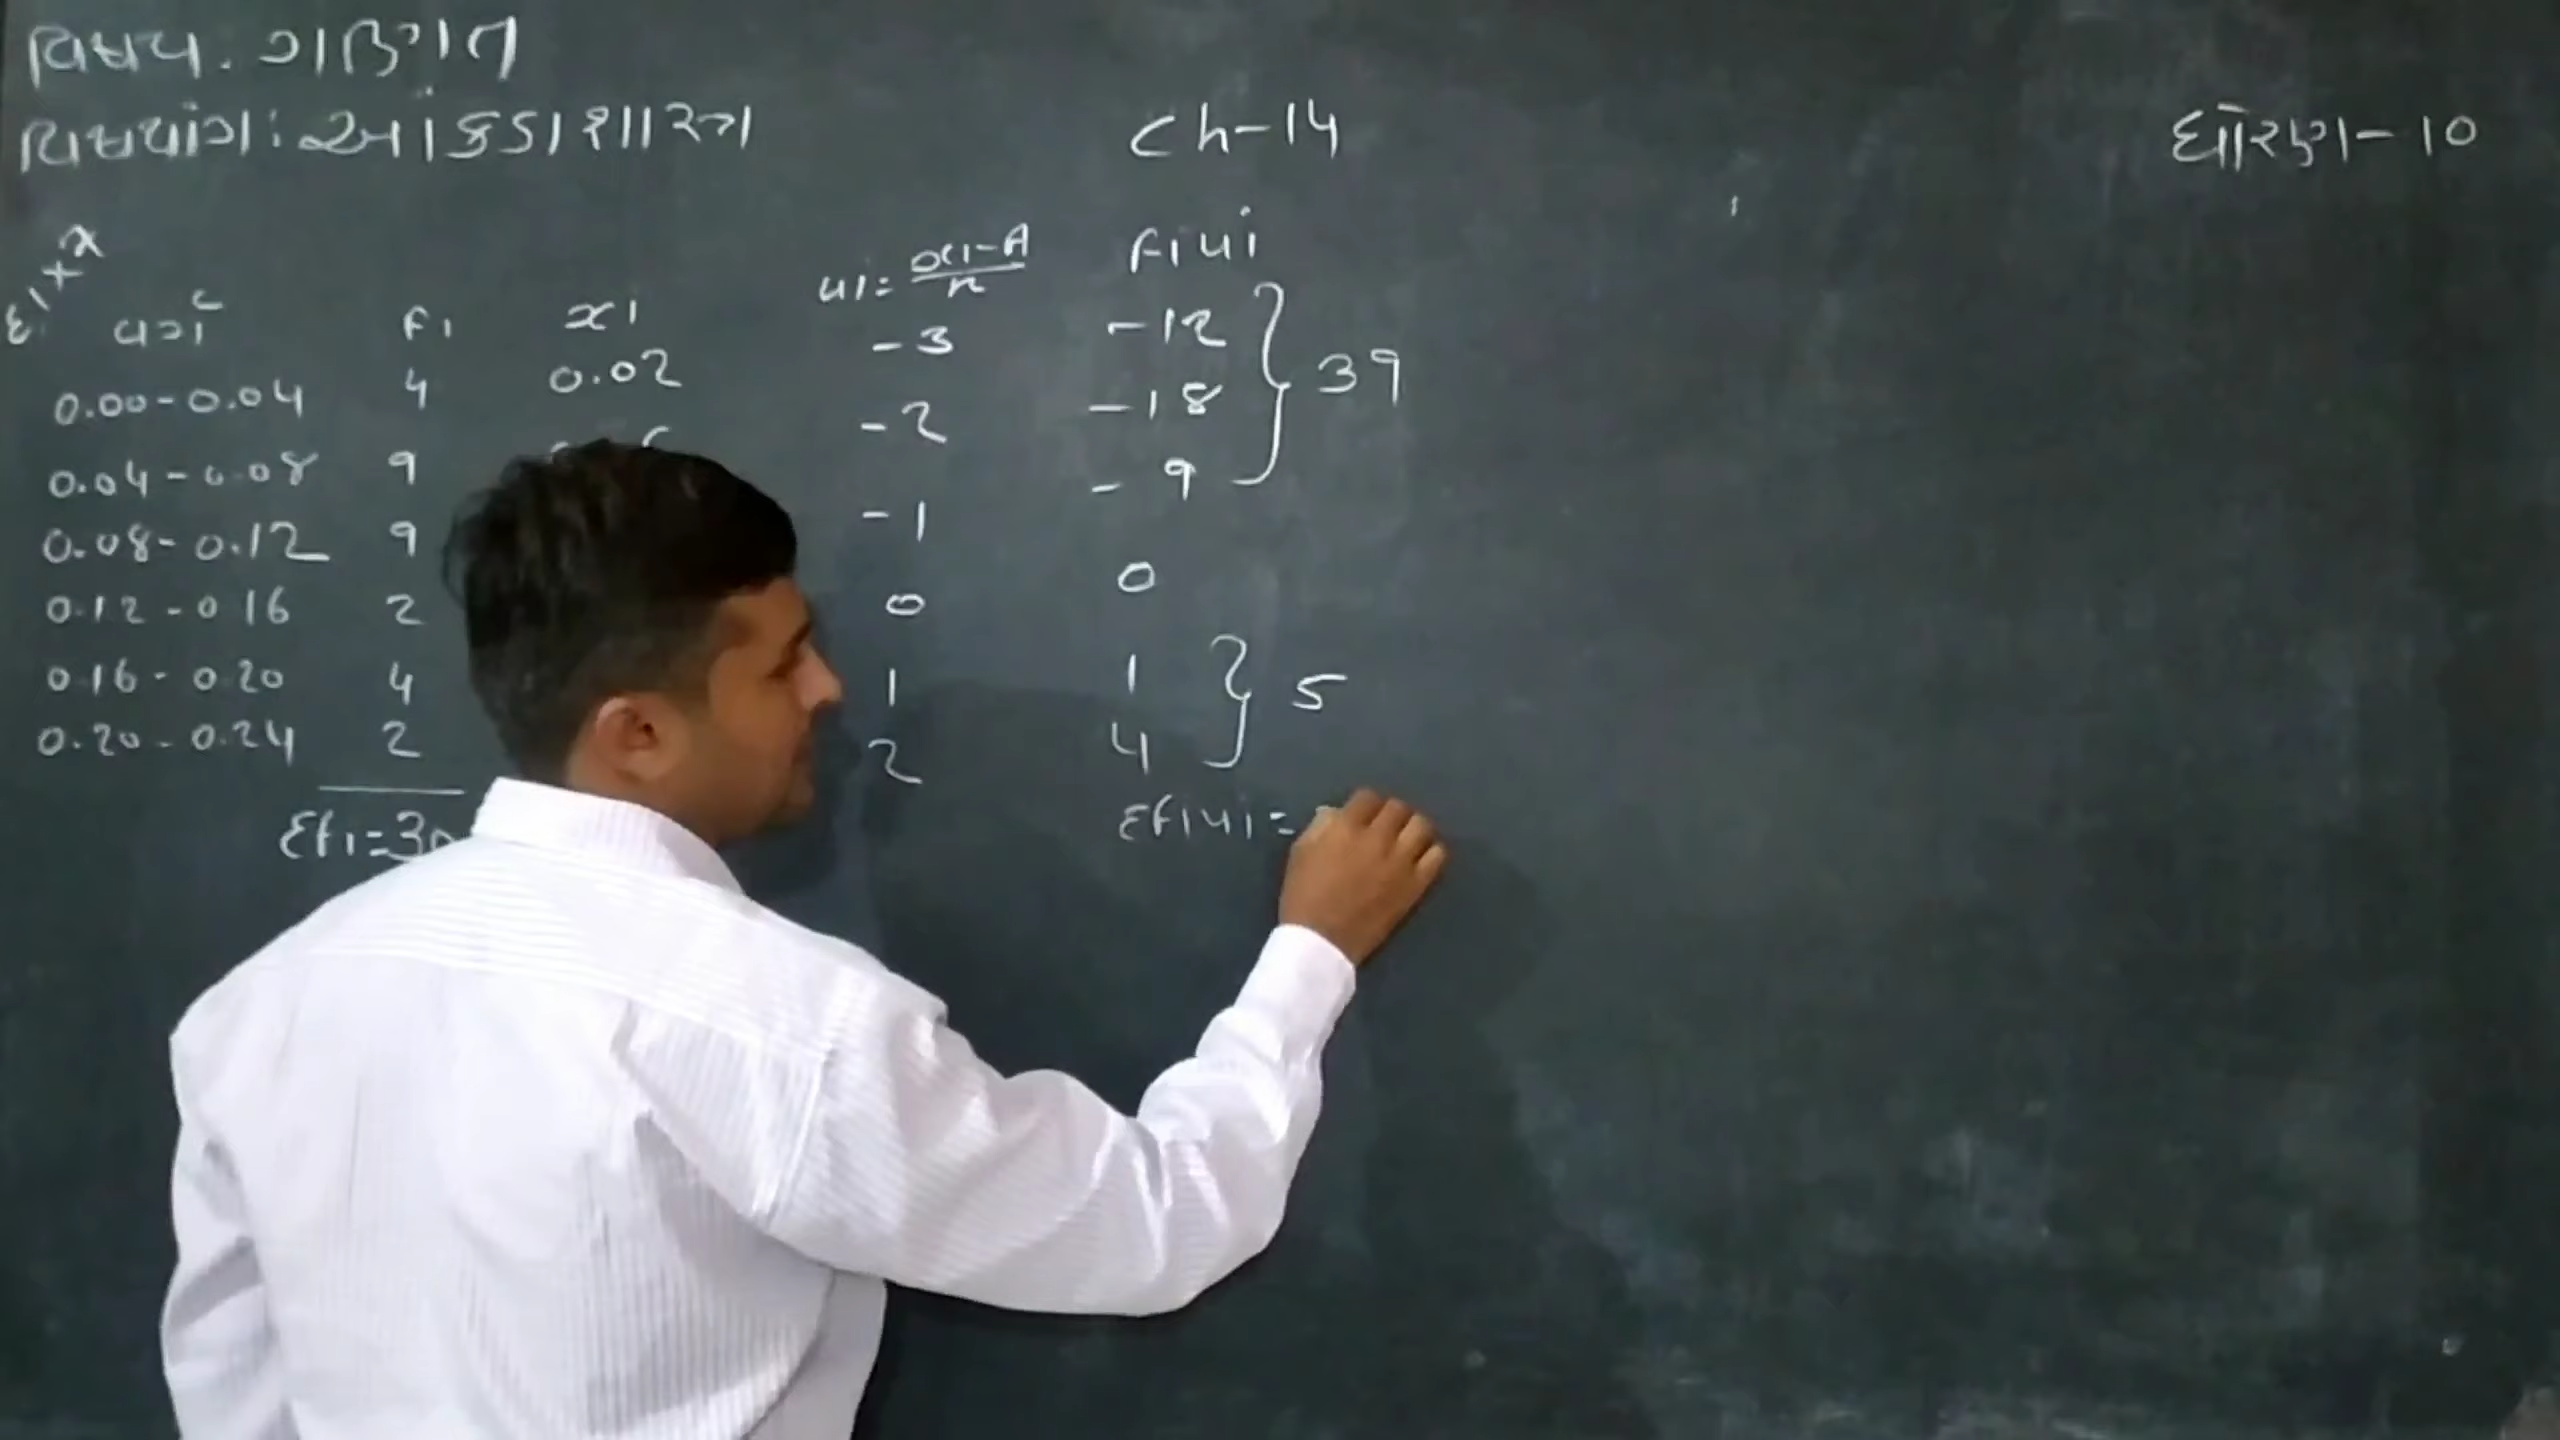 વિષય. ગણિત
વિષયાંગ: આંકડાશાસ્ત્ર Ch-14 ધોરણ-10
વર્ગ fi xi ui = xi-A/h fiui
0.00-0.04 4 0.02 -3 -12
0.04-0.08 9 -2 -18 } 39
0.08-0.12 9 -1 -9
0.12-0.16 2 0 0
0.16-0.20 4 1 1
0.20-0.24 2 2 4 } 5
Σfi=30 Σfiui=